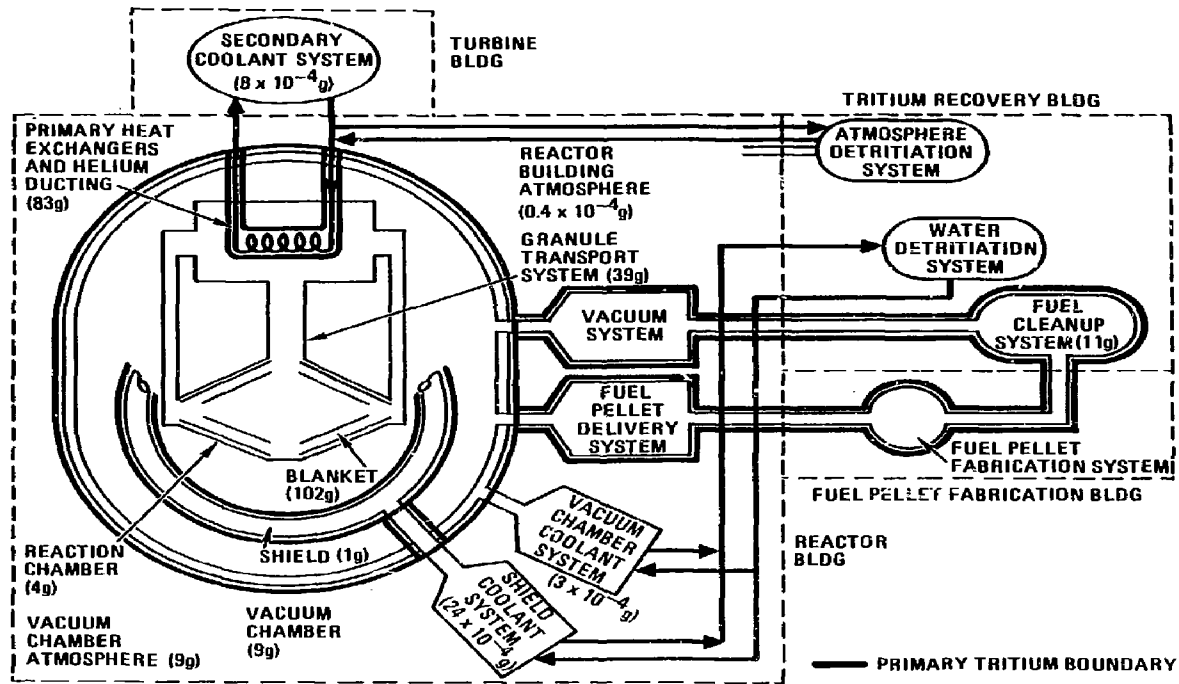 SECONDARY
COOLANT SYSTEM
(8 x 10⁻⁴g)
TURBINE
BLDG
TRITIUM RECOVERY BLDG
PRIMARY HEAT
EXCHANGERS
AND HELIUM
DUCTING
(83g)
REACTOR
BUILDING
ATMOSPHERE
(0.4 x 10⁻⁴g)
ATMOSPHERE
DETRITIATION
SYSTEM
GRANULE
TRANSPORT
SYSTEM (39g)
WATER
DETRITIATION
SYSTEM
VACUUM
SYSTEM
FUEL
CLEANUP
SYSTEM (11g)
FUEL
PELLET
DELIVERY
SYSTEM
FUEL PELLET
FABRICATION SYSTEM
FUEL PELLET FABRICATION BLDG
BLANKET
(102g)
VACUUM
CHAMBER
COOLANT
SYSTEM
(3 x 10⁻⁴g)
REACTOR
BLDG
REACTION
CHAMBER
(4g)
SHIELD (1g)
SHIELD
COOLANT
SYSTEM
(24 x 10⁻⁴g)
VACUUM
CHAMBER
ATMOSPHERE (9g)
VACUUM
CHAMBER
(9g)
PRIMARY TRITIUM BOUNDARY